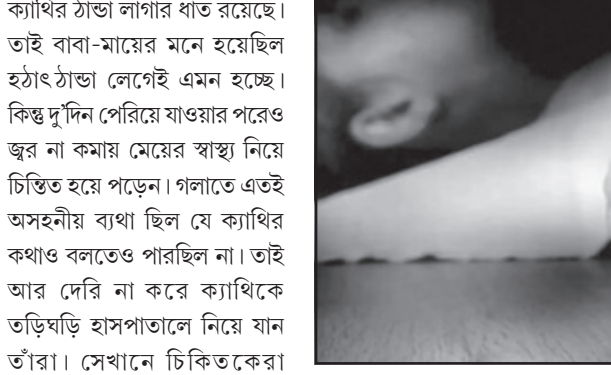 ক্যাথির ঠান্ডা লাগার ধাত রয়েছে।
তাই বাবা-মায়ের মনে হয়েছিল
হঠাৎ ঠান্ডা লেগেই এমন হচ্ছে।
কিন্তু দু’দিন পেরিয়ে যাওয়ার পরেও
জ্বর না কমায় মেয়ের স্বাস্থ্য নিয়ে
চিন্তিত হয়ে পড়েন। গলাতে এতই
অসহনীয় ব্যথা ছিল যে ক্যাথির
কথাও বলতেও পারছিল না। তাই
আর দেরি না করে ক্যাথিকে
তড়িঘড়ি হাসপাতালে নিয়ে যান
তাঁরা। সেখানে চিকিতকেরা